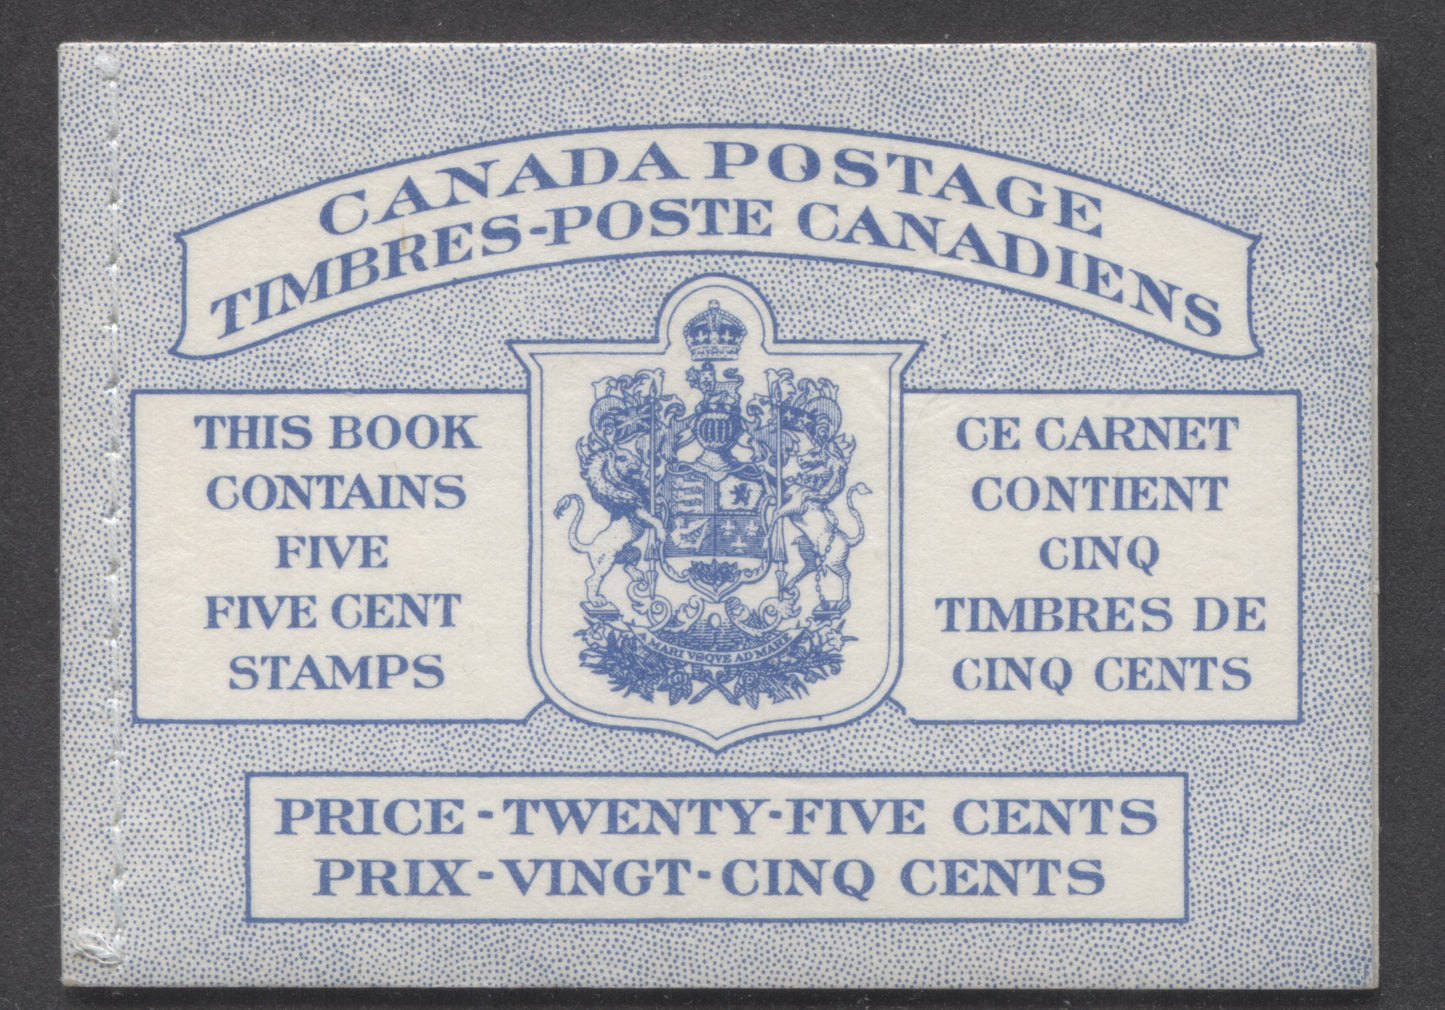 CANADA POSTAGE
TIMBRES-POSTE CANADIENS
THIS BOOK
CONTAINS
FIVE
FIVE CENT
STAMPS
A MARI VSQVE AD MARE
CE CARNET
CONTIENT
CINQ
TIMBRES DE
CINQ CENTS
PRICE-TWENTY-FIVE CENTS
PRIX-VINGT-CINQ CENTS